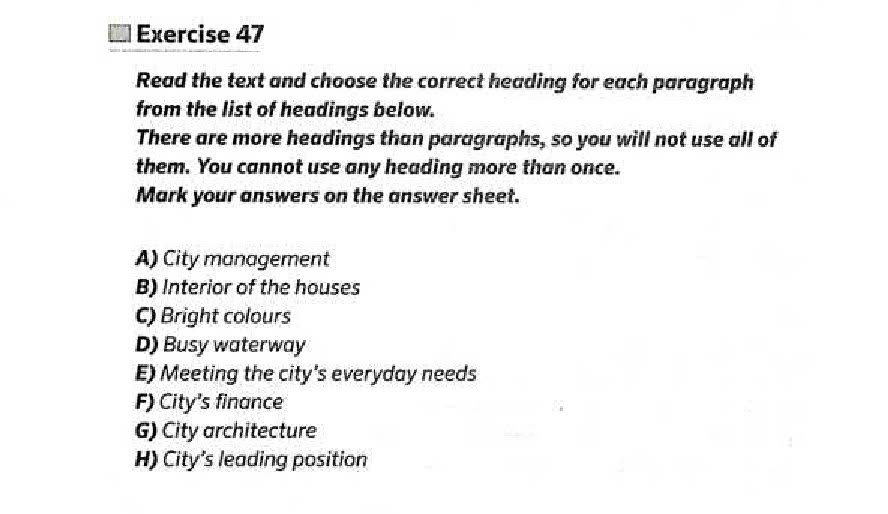 Exercise 47
Read the text and choose the correct heading for each paragraph
from the list of headings below.
There are more headings than paragraphs, so you will not use all of
them. You cannot use any heading more than once.
Mark your answers on the answer sheet.
A) City management
B) Interior of the houses
C) Bright colours
D) Busy waterway
E) Meeting the city's everyday needs
F) City's finance
G) City architecture
H) City's leading position